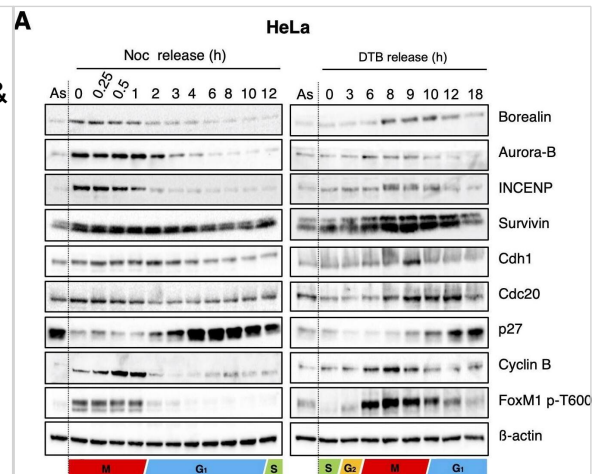 A
HeLa
&
Noc release (h)
DTB release (h)
As 0 0.25 0.5 1 2 3 4 6 8 10 12
As 0 3 6 8 9 10 12 18
Borealin
Aurora-B
INCENP
Survivin
Cdh1
Cdc20
p27
Cyclin B
FoxM1 p-T600
ß-actin
M G1 S
S G2 M G1